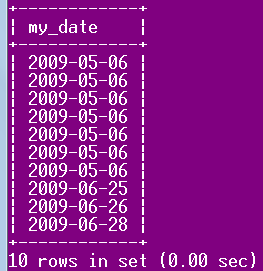 +------------+
| my_date    |
+------------+
| 2009-05-06 |
| 2009-05-06 |
| 2009-05-06 |
| 2009-05-06 |
| 2009-05-06 |
| 2009-05-06 |
| 2009-05-06 |
| 2009-06-25 |
| 2009-06-26 |
| 2009-06-28 |
+------------+
10 rows in set (0.00 sec)